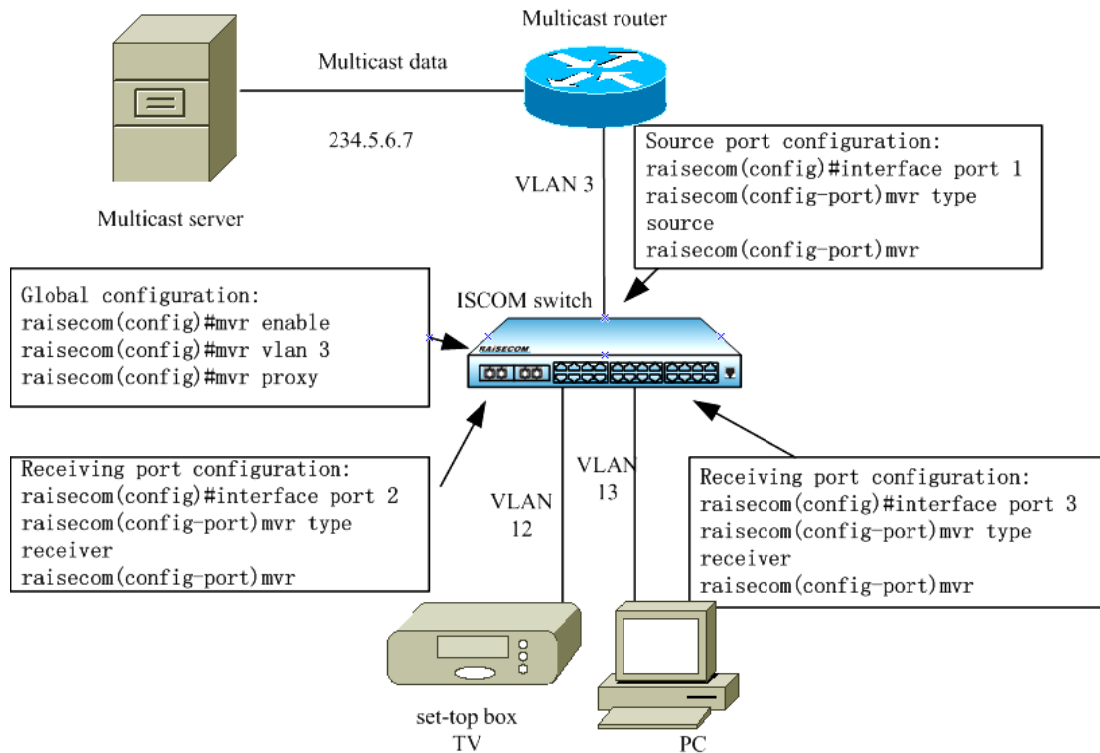 Multicast router
Multicast data
234.5.6.7
Multicast server
VLAN 3
Source port configuration:
raisecom(config)#interface port 1
raisecom(config-port)mvr type
source
raisecom(config-port)mvr
Global configuration:
raisecom(config)#mvr enable
raisecom(config)#mvr vlan 3
raisecom(config)#mvr proxy
ISCOM switch
RAISECOM
Receiving port configuration:
raisecom(config)#interface port 2
raisecom(config-port)mvr type
receiver
raisecom(config-port)mvr
VLAN
12
VLAN
13
Receiving port configuration:
raisecom(config)#interface port 3
raisecom(config-port)mvr type
receiver
raisecom(config-port)mvr
set-top box
TV
PC